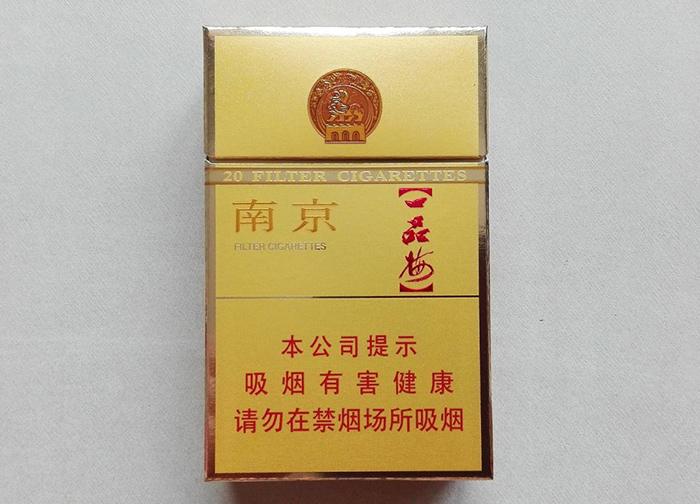 20 FILTER CIGARETTES
南京
FILTER CIGARETTES
【一品梅】
本公司提示
吸烟有害健康
请勿在禁烟场所吸烟